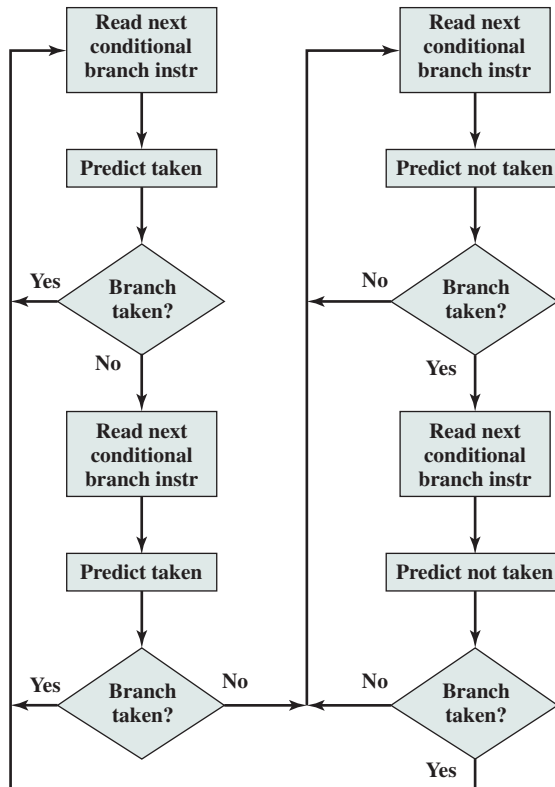 Read next
conditional
branch instr
Predict taken
Yes
Branch
taken?
No
Read next
conditional
branch instr
Predict taken
Yes
Branch
taken?
No
Read next
conditional
branch instr
Predict not taken
No
Branch
taken?
Yes
Read next
conditional
branch instr
Predict not taken
No
Branch
taken?
Yes